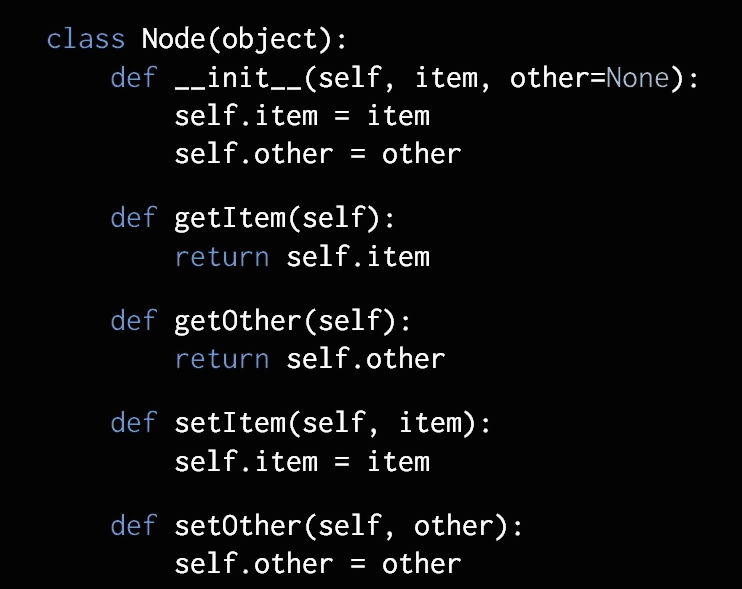 class Node(object):
    def __init__(self, item, other=None):
        self.item = item
        self.other = other
    def getItem(self):
        return self.item
    def getOther(self):
        return self.other
    def setItem(self, item):
        self.item = item
    def setOther(self, other):
        self.other = other